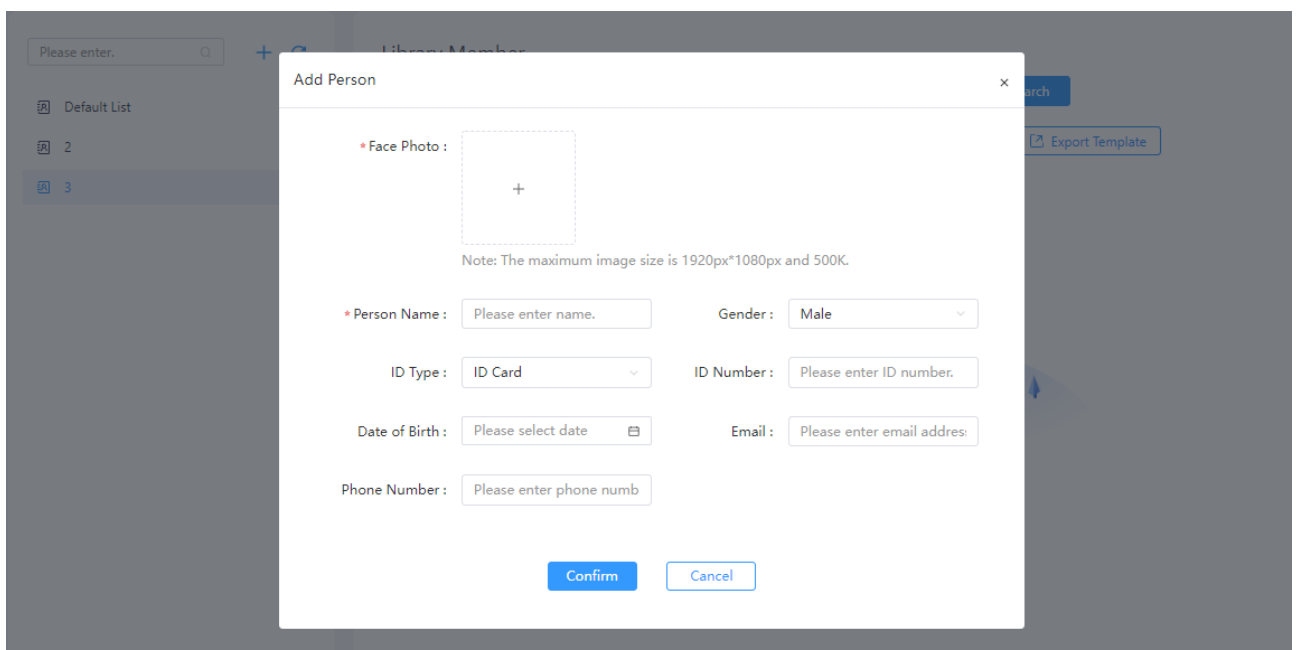 Please enter.
Library Member
Default List
2
3
arch
Export Template
Add Person
×
* Face Photo :
+
Note: The maximum image size is 1920px*1080px and 500K.
* Person Name : Please enter name. Gender : Male
ID Type : ID Card ID Number : Please enter ID number.
Date of Birth : Please select date Email : Please enter email addres
Phone Number : Please enter phone numb
Confirm Cancel